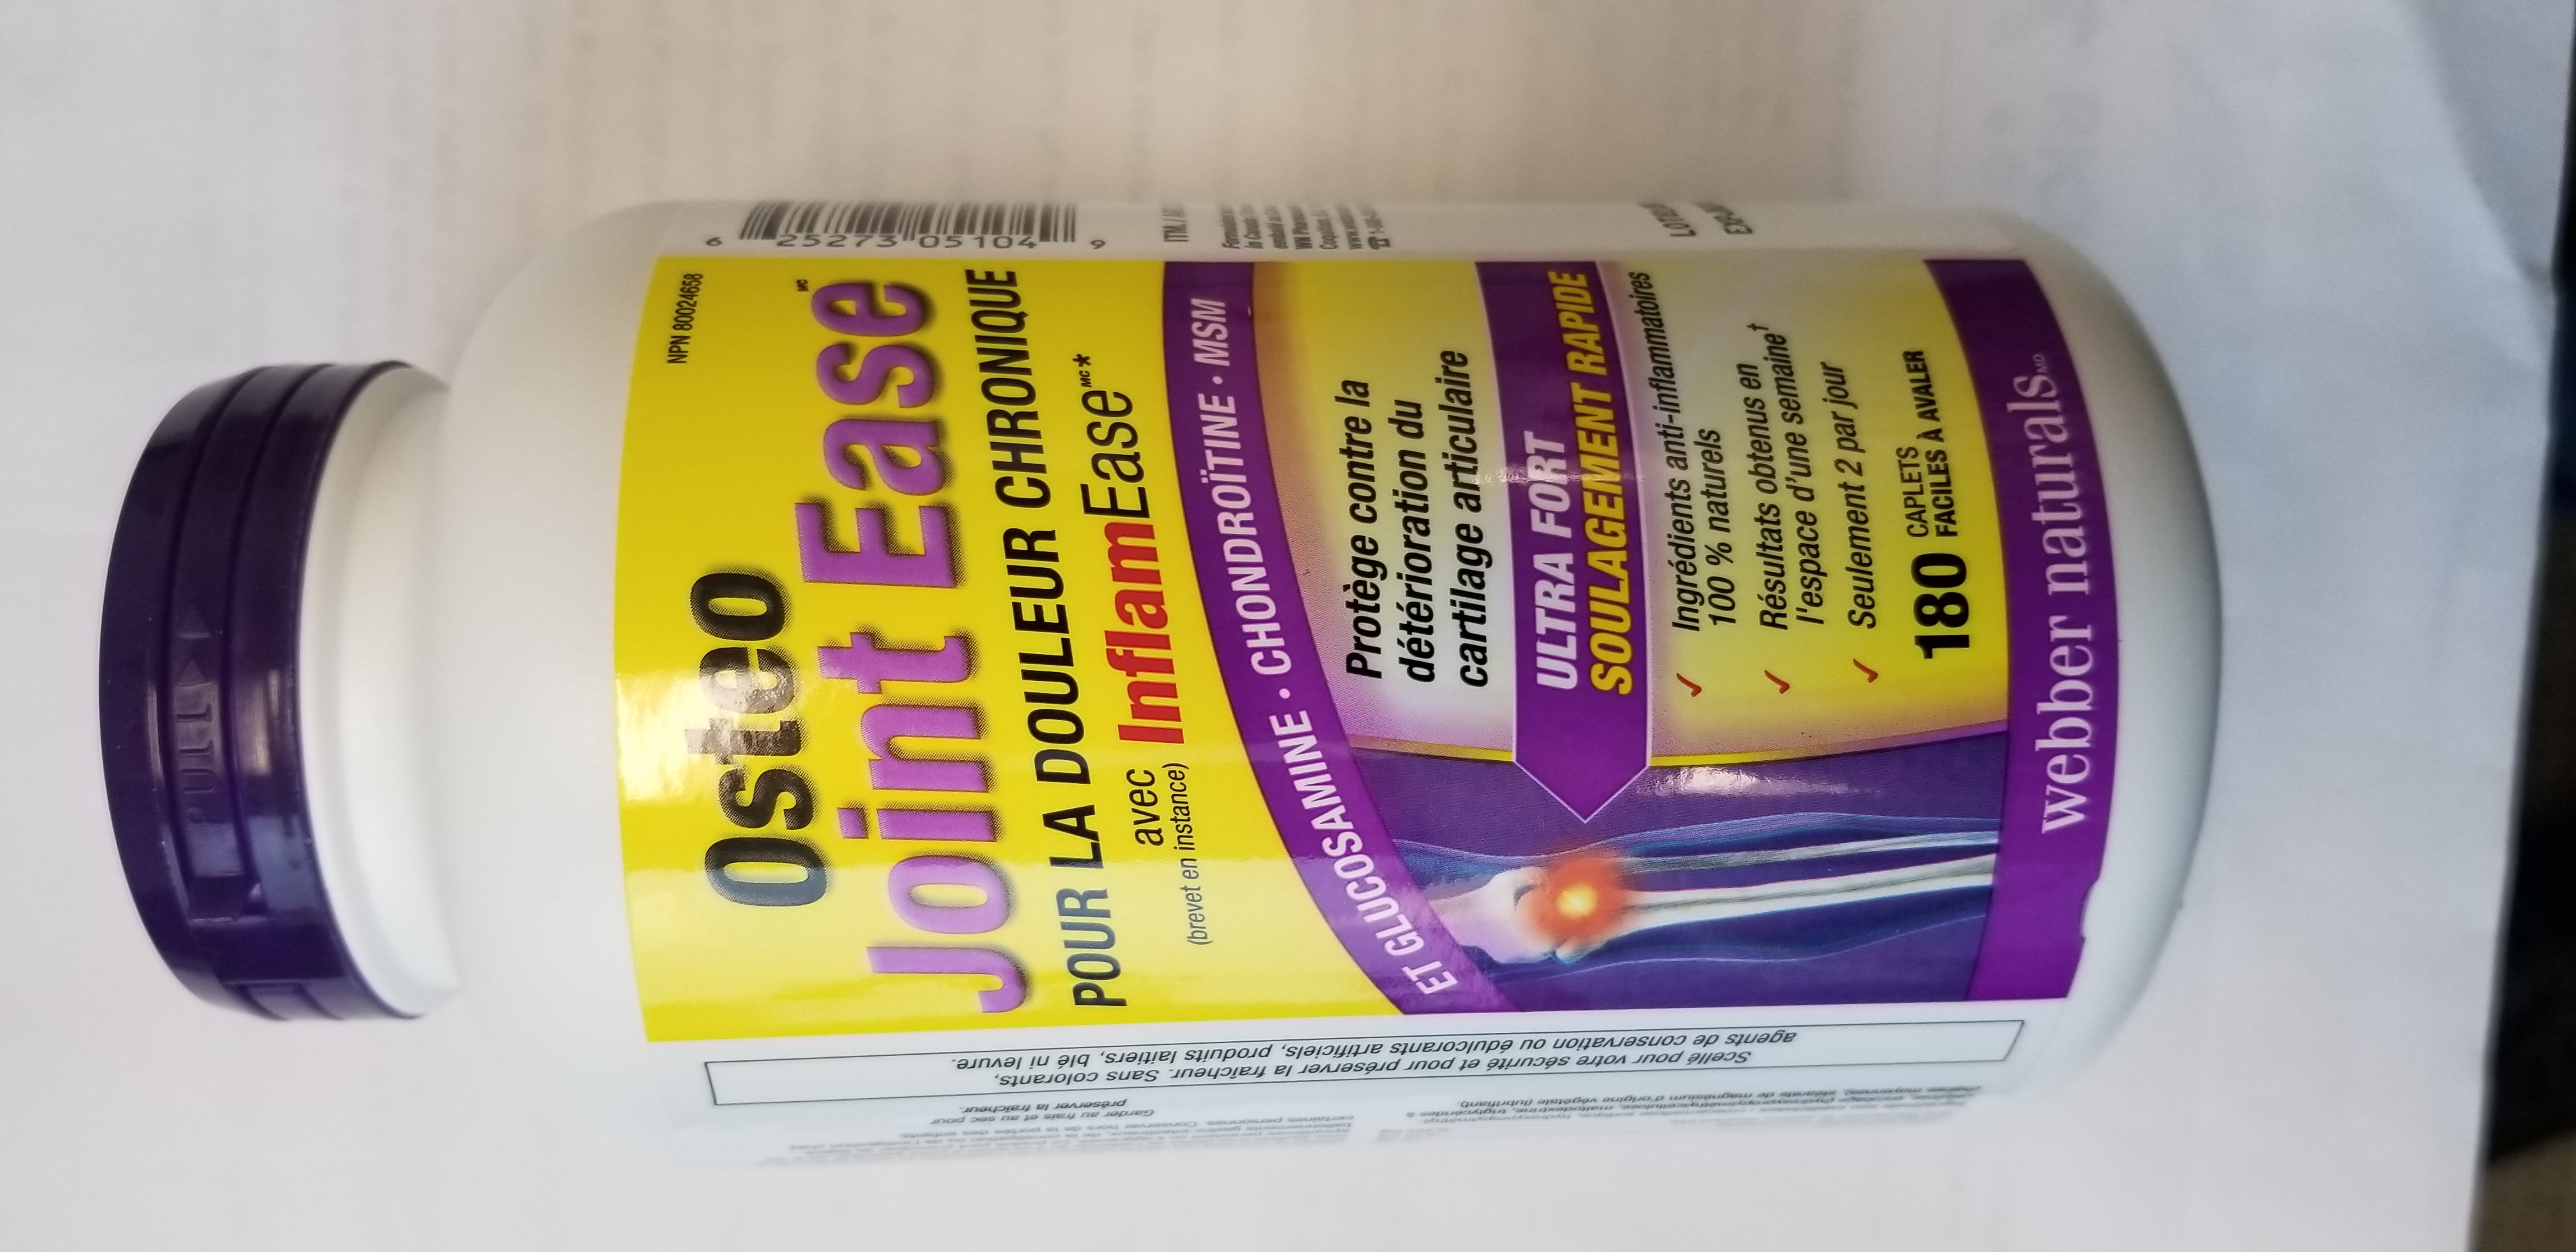 PULL
NPN 80024658
Osteo
Joint Ease MC
POUR LA DOULEUR CHRONIQUE
avec InflamEase MC*
(brevet en instance)
ET GLUCOSAMINE • CHONDROÏTINE • MSM
Protège contre la
détérioration du
cartilage articulaire
ULTRA FORT
SOULAGEMENT RAPIDE
✓ Ingrédients anti-inflammatoires
100 % naturels
✓ Résultats obtenus en
l'espace d'une semaine†
✓ Seulement 2 par jour
180 CAPLETS
FACILES À AVALER
webber naturals MD
6 25273 05104 9
ITM. / A
Scellé pour votre sécurité et pour préserver la fraîcheur. Sans colorants,
agents de conservation ou édulcorants artificiels, produits laitiers, blé ni levure.
Garder au frais et au sec pour
préserver la fraîcheur.